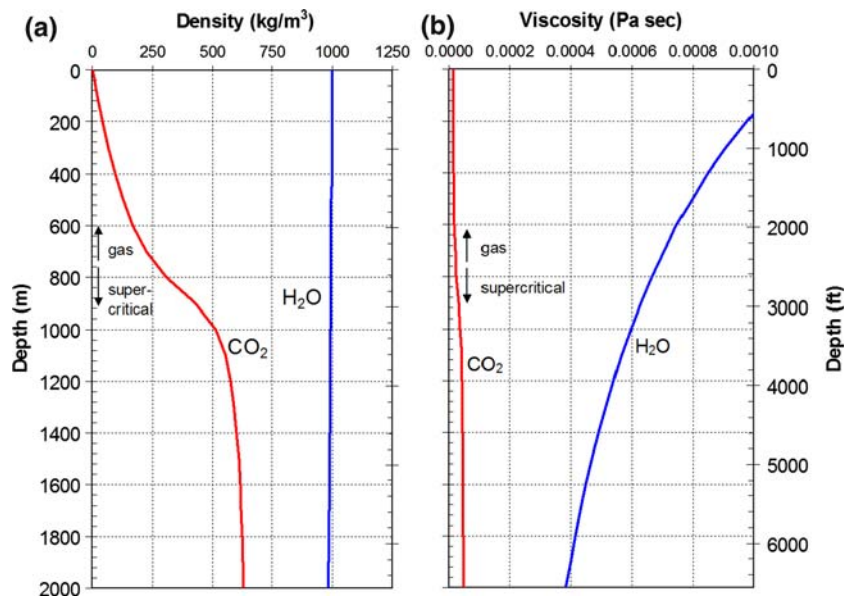 (a)
Density (kg/m³)
0 250 500 750 1000 1250
Depth (m)
0
200
400
600
800
1000
1200
1400
1600
1800
2000
gas
super-
critical
CO₂
H₂O
(b)
Viscosity (Pa sec)
0.0000 0.0002 0.0004 0.0006 0.0008 0.0010
gas
supercritical
CO₂
H₂O
0
1000
2000
3000
4000
5000
6000
Depth (ft)